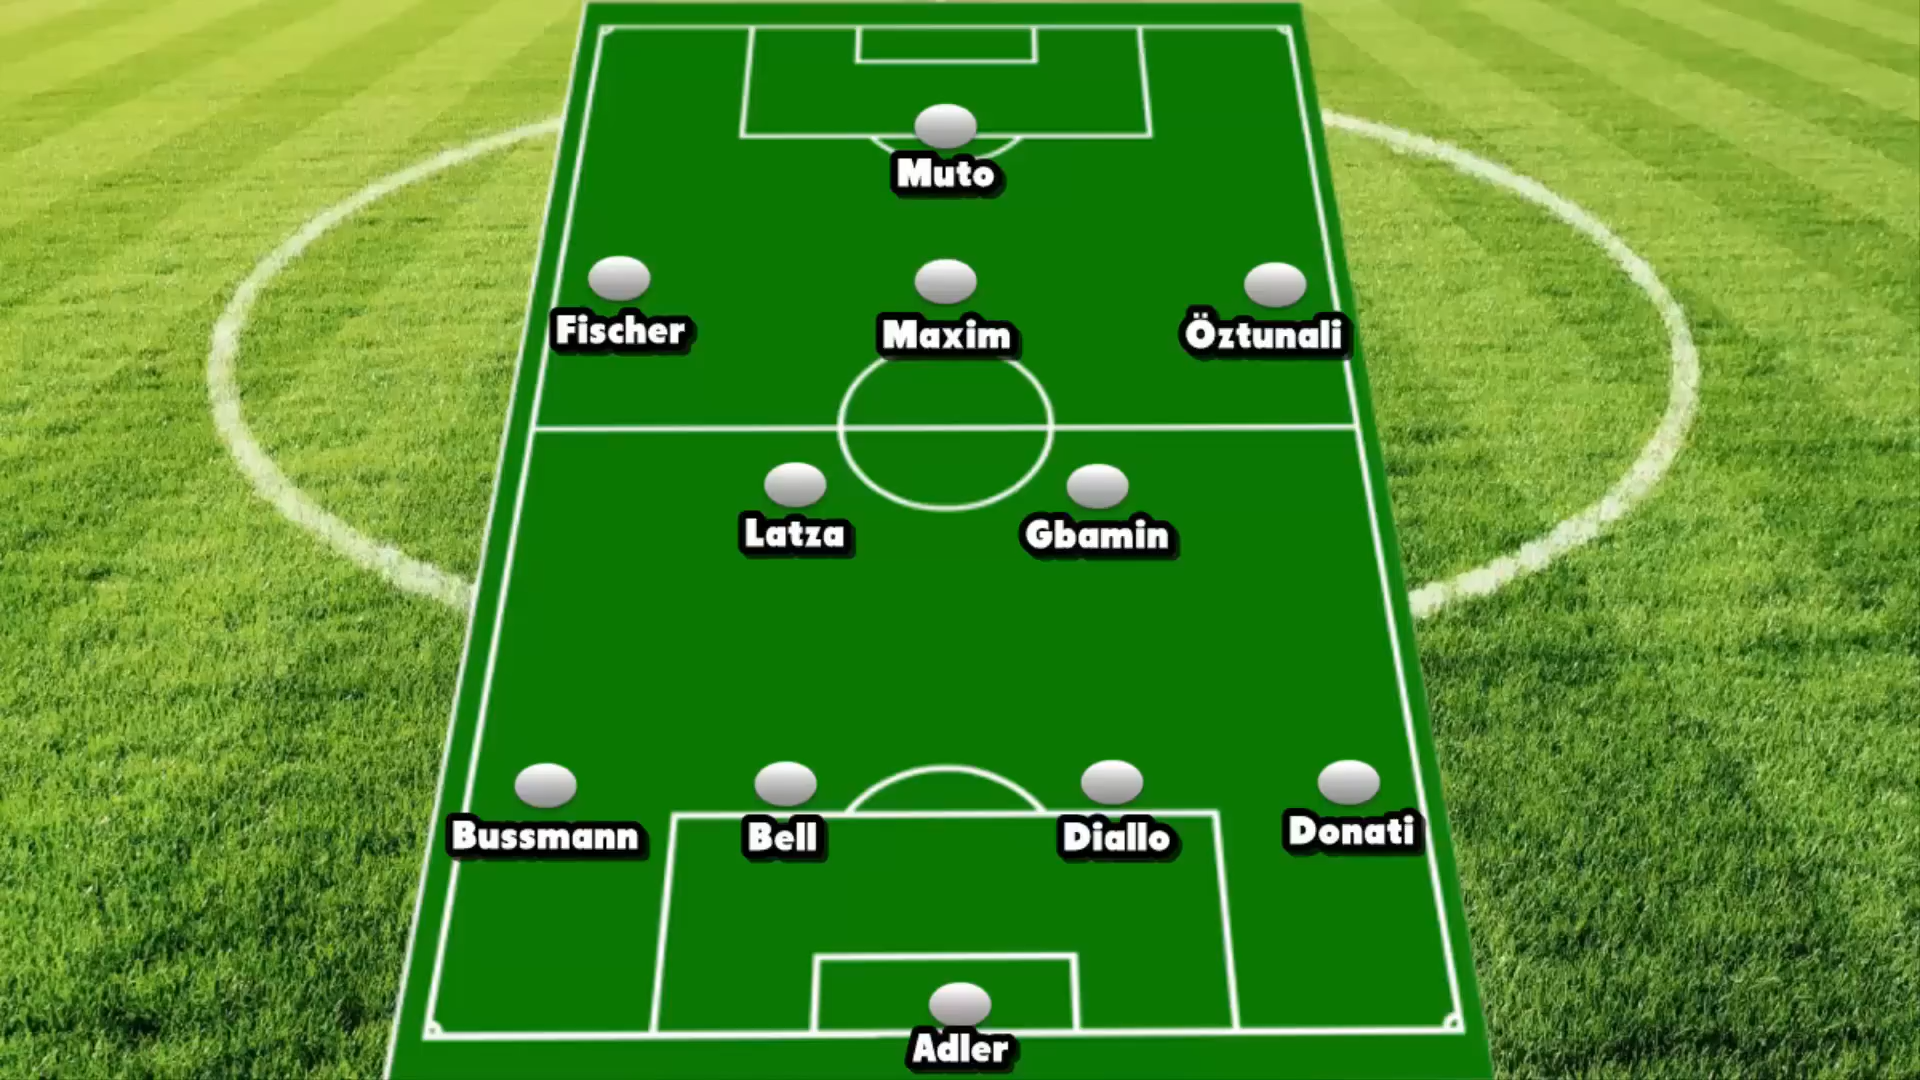 Muto
Fischer
Maxim
Öztunali
Latza
Gbamin
Bussmann
Bell
Diallo
Donati
Adler